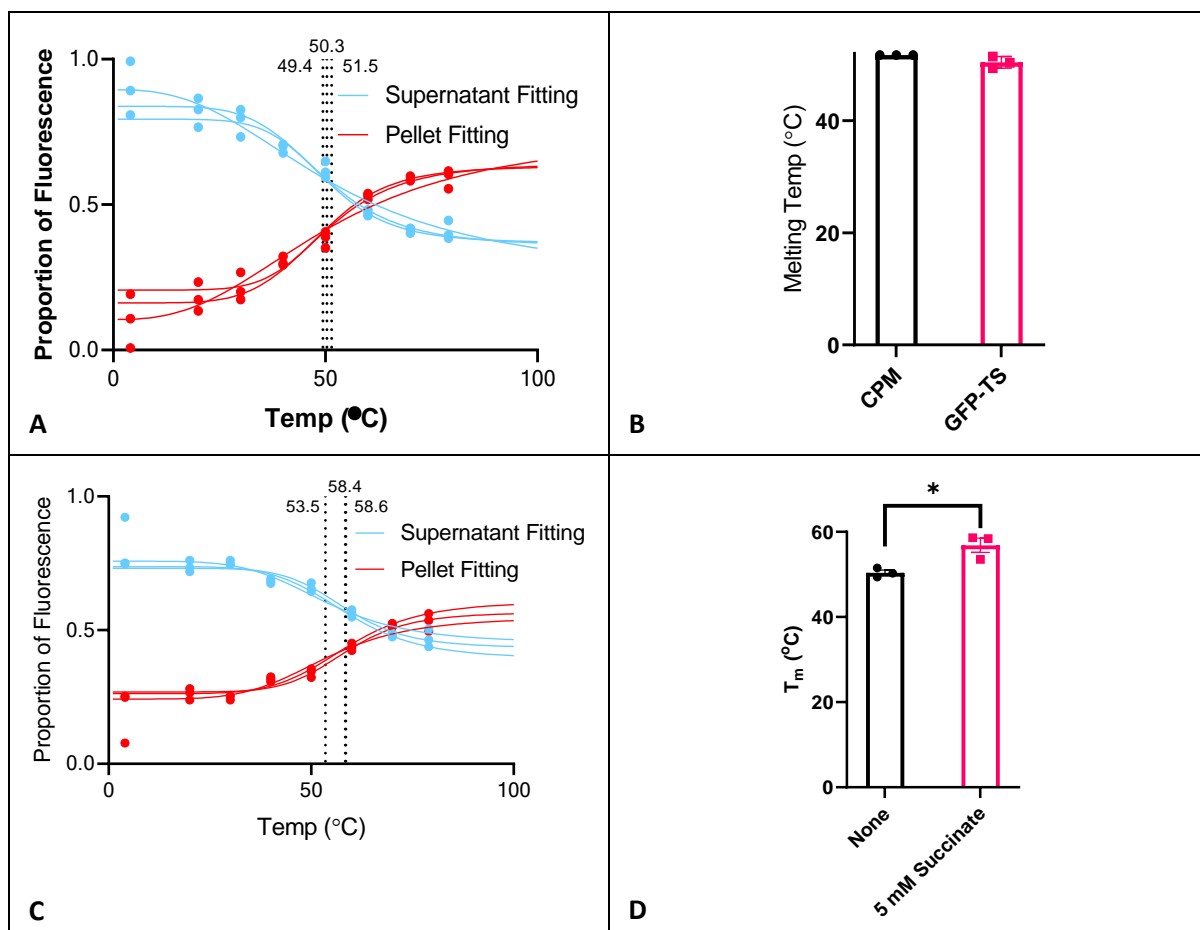 1.0
0.5
0.0
Proportion of Fluorescence
50.3
49.4 51.5
Supernatant Fitting
Pellet Fitting
0 50 100
Temp (●C)
A
40
20
0
Melting Temp (°C)
CPM
GFP-TS
B
1.0
0.5
0.0
Proportion of Fluorescence
58.4
53.5 58.6
Supernatant Fitting
Pellet Fitting
0 50 100
Temp (°C)
C
*
60
40
20
0
Tm (°C)
None
5 mM Succinate
D